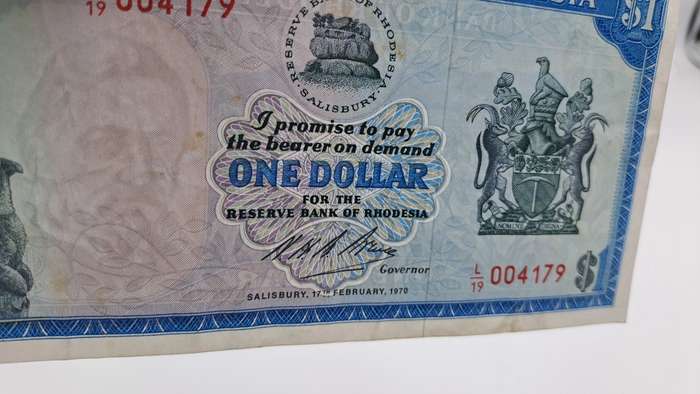 19 004179
SIA $1
RESERVE BANK OF RHODESIA
· SALISBURY ·
I promise to pay
the bearer on demand
ONE DOLLAR
FOR THE
RESERVE BANK OF RHODESIA
Governor
SALISBURY, 17TH FEBRUARY, 1970
L/19 004179 $